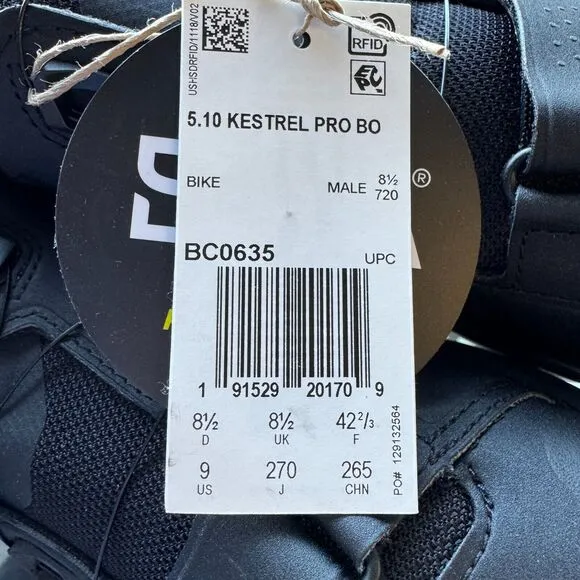 USHSDRFID/1118/V02
RFID
EPC
5.10 KESTREL PRO BO
BIKE MALE 8½
720
BC0635 UPC
1 91529 20170 9
8½ 8½ 42²/₃
D UK F
9 270 265
US J CHN
PO# 129132564
®